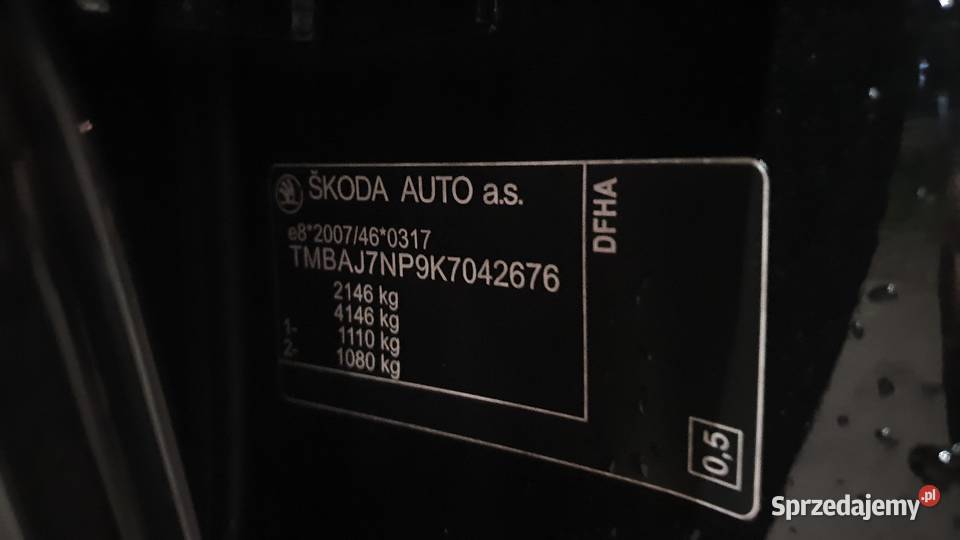 ŠKODA AUTO a.s.
e8*2007/46*0317
TMBAJ7NP9K7042676
2146 kg
4146 kg
1- 1110 kg
2- 1080 kg
DFHA
0,5
Sprzedajemy.pl